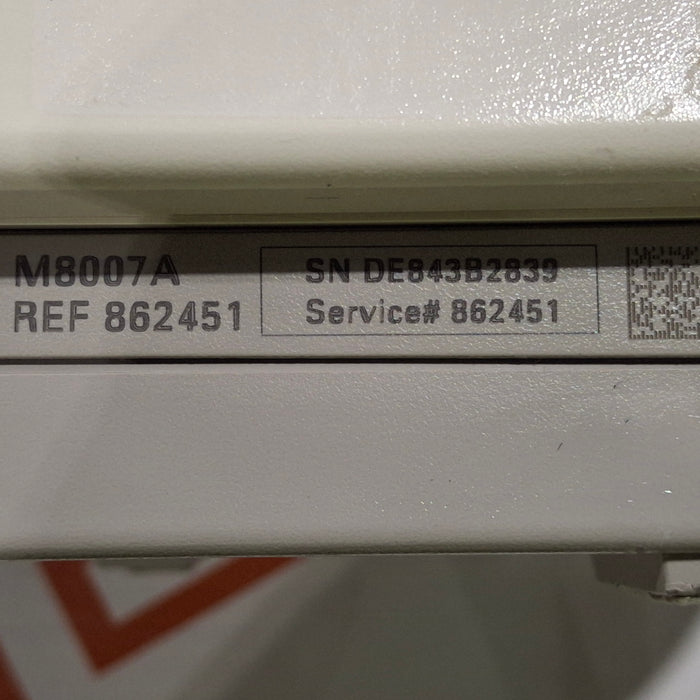 M8007A
REF 862451
SN DE843B2839
Service# 862451